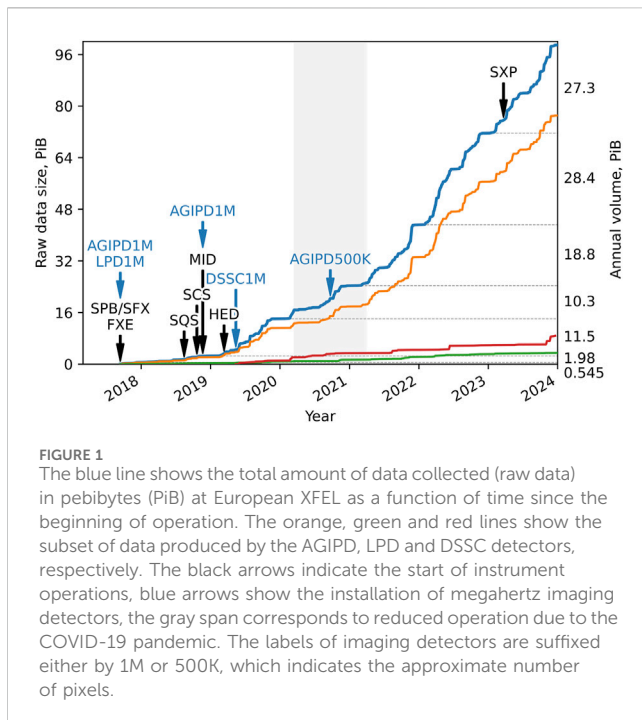 96
80
64
48
32
16
0
Raw data size, PiB
SXP
AGIPD1M
AGIPD1M
LPD1M
MID
AGIPD500K
DSSC1M
SPB/SFX
SCS
FXE
SQS
HED
27.3
28.4
18.8
10.3
11.5
1.98
0.545
Annual volume, PiB
2018
2019
2020
2021
2022
2023
2024
Year
FIGURE 1
The blue line shows the total amount of data collected (raw data)
in pebibytes (PiB) at European XFEL as a function of time since the
beginning of operation. The orange, green and red lines show the
subset of data produced by the AGIPD, LPD and DSSC detectors,
respectively. The black arrows indicate the start of instrument
operations, blue arrows show the installation of megahertz imaging
detectors, the gray span corresponds to reduced operation due to the
COVID-19 pandemic. The labels of imaging detectors are suffixed
either by 1M or 500K, which indicates the approximate number
of pixels.